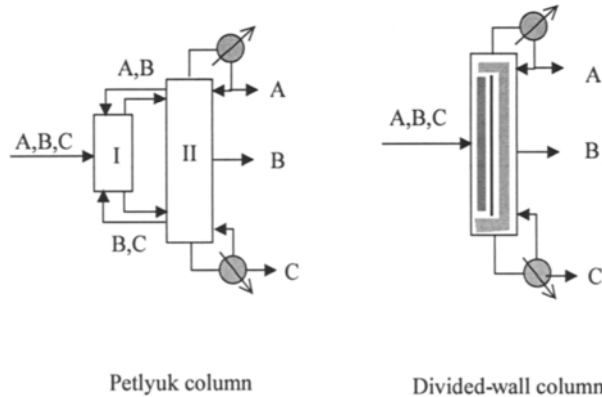 A,B
A
A,B,C
I
II
B
B,C
C
Petlyuk column
A
A,B,C
B
C
Divided-wall column